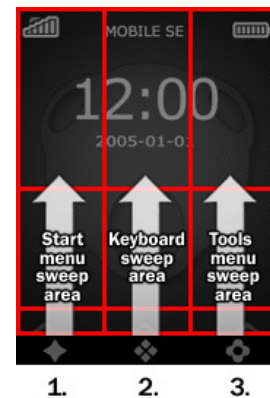 MOBILE SE
12:00
2005-01-01
Start menu sweep area
Keyboard sweep area
Tools menu sweep area
1. 2. 3.